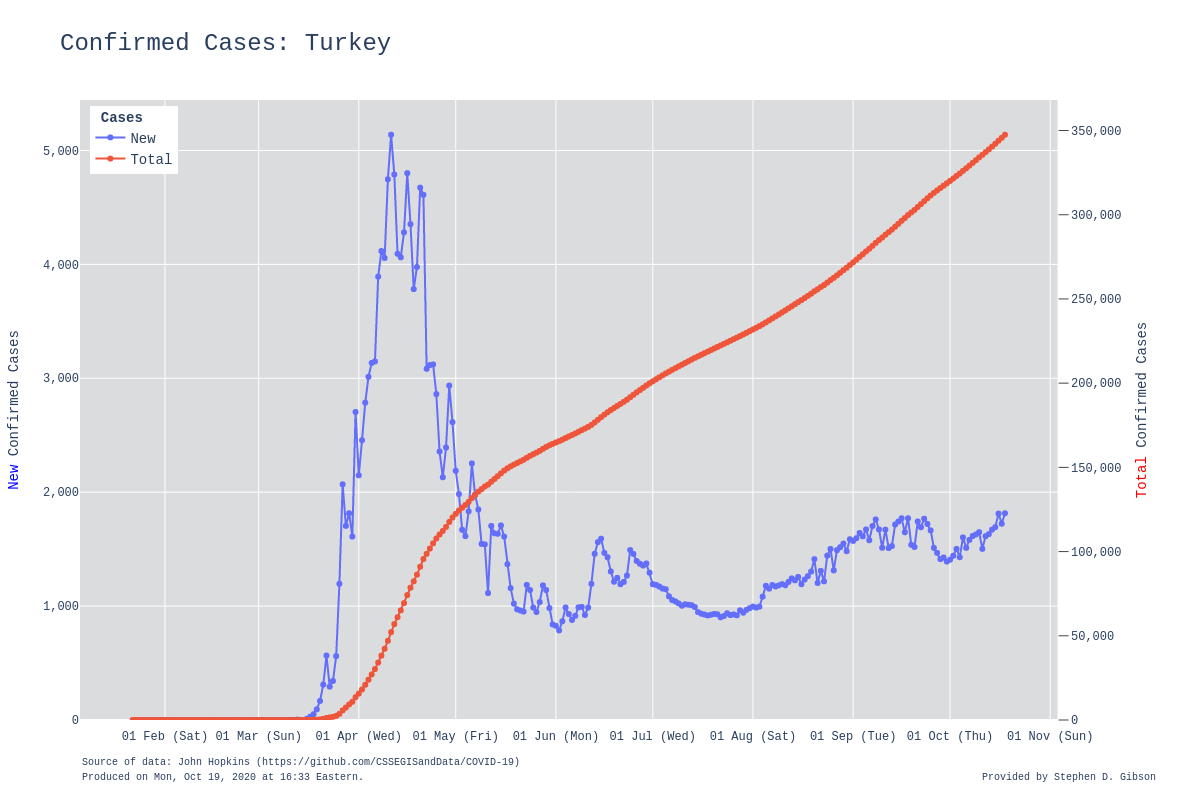 Confirmed Cases: Turkey
Cases
New
Total
5,000
4,000
3,000
2,000
1,000
0
350,000
300,000
250,000
200,000
150,000
100,000
50,000
0
New Confirmed Cases
Total Confirmed Cases
01 Feb (Sat) 01 Mar (Sun) 01 Apr (Wed) 01 May (Fri) 01 Jun (Mon) 01 Jul (Wed) 01 Aug (Sat) 01 Sep (Tue) 01 Oct (Thu) 01 Nov (Sun)
Source of data: John Hopkins (https://github.com/CSSEGISandData/COVID-19)
Produced on Mon, Oct 19, 2020 at 16:33 Eastern.
Provided by Stephen D. Gibson